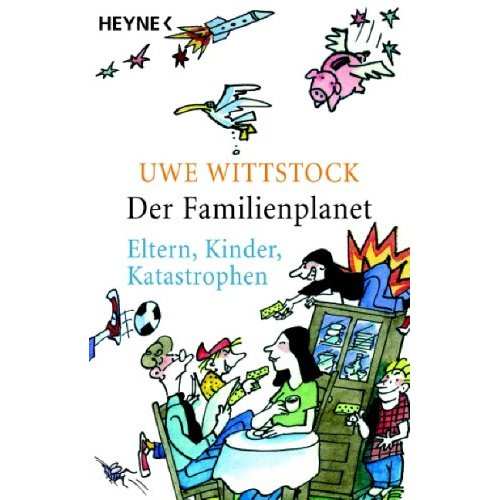 HEYNE
UWE WITTSTOCK
Der Familienplanet
Eltern, Kinder,
Katastrophen